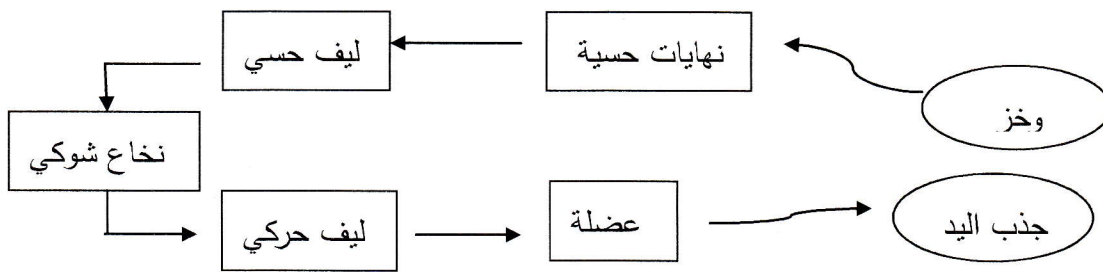 وخز
نهايات حسية
ليف حسي
نخاع شوكي
ليف حركي
عضلة
جذب اليد